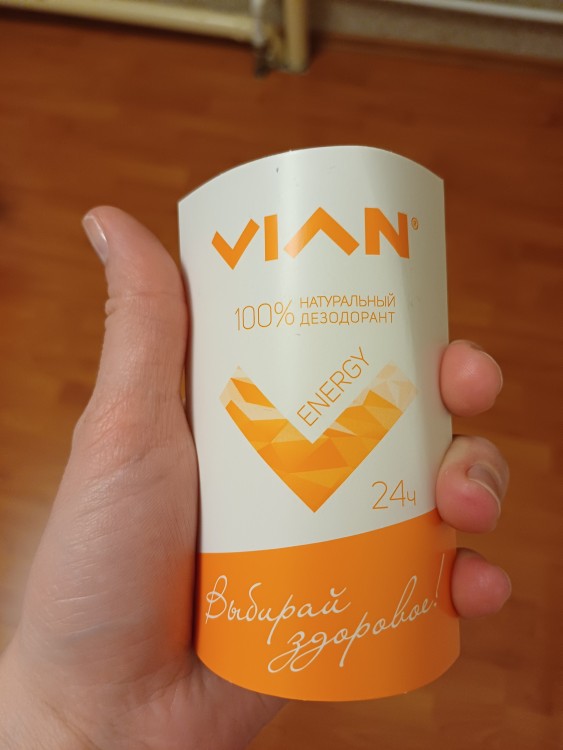 VIAN®
100% НАТУРАЛЬНЫЙ
ДЕЗОДОРАНТ
ENERGY
24ч
Выбирай
здоровое!